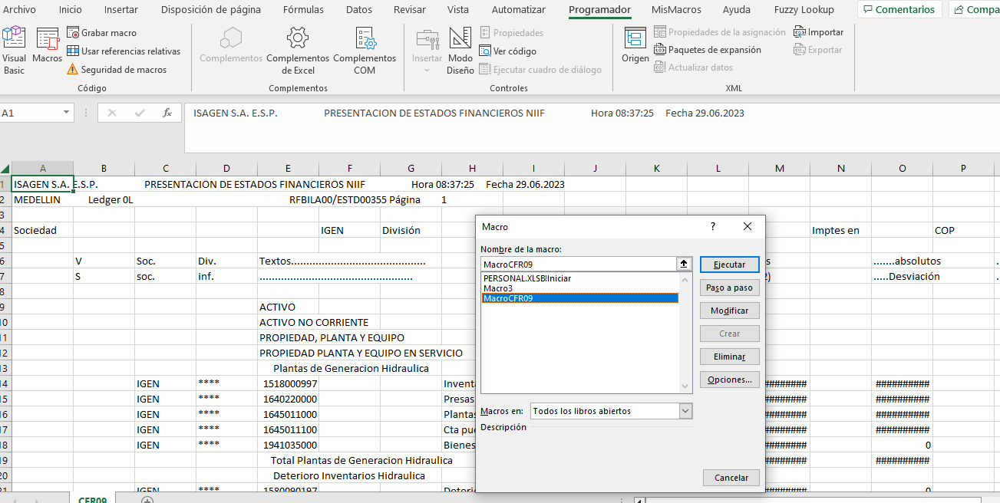 Archivo Inicio Insertar Disposición de página Fórmulas Datos Revisar Vista Automatizar Programador MisMacros Ayuda Fuzzy Lookup Comentarios Compa
Visual Basic
Macros
Grabar macro
Usar referencias relativas
Seguridad de macros
Código
Complementos
Complementos de Excel
Complementos COM
Complementos
Insertar
Modo Diseño
Propiedades
Ver código
Ejecutar cuadro de diálogo
Controles
Origen
Propiedades de la asignación
Paquetes de expansión
Actualizar datos
Importar
Exportar
XML
A1 fx ISAGEN S.A. E.S.P. PRESENTACION DE ESTADOS FINANCIEROS NIIF Hora 08:37:25 Fecha 29.06.2023
A B C D E F G H I J K L M N O P
1 ISAGEN S.A. E.S.P. PRESENTACION DE ESTADOS FINANCIEROS NIIF Hora 08:37:25 Fecha 29.06.2023
2 MEDELLIN Ledger 0L RFBILA00/ESTD00355 Página 1
3
4 Sociedad IGEN División Imptes en COP
5
6 V Soc. Div. Textos............................................ s .......absolutos .
7 S soc. inf. .................................................. 2) .....Desviación .
8
9 ACTIVO
10 ACTIVO NO CORRIENTE
11 PROPIEDAD, PLANTA Y EQUIPO
12 PROPIEDAD PLANTA Y EQUIPO EN SERVICIO
13 Plantas de Generacion Hidraulica
14 IGEN **** 1518000997 Inventa ######## ##########
15 IGEN **** 1640220000 Presas ######## ##########
16 IGEN **** 1645011000 Plantas ######## ##########
17 IGEN **** 1645011100 Cta pue ######## ##########
18 IGEN **** 1941035000 Bienes ######## 0
19 Total Plantas de Generacion Hidraulica ######## ##########
20 Deterioro Inventarios Hidraulica
21 IGEN **** 1580090197 Deterio ######## 0
CFR09
Macro ?
Nombre de la macro:
MacroCFR09
PERSONAL.XLSB!Iniciar
Macro3
MacroCFR09
Ejecutar
Paso a paso
Modificar
Crear
Eliminar
Opciones...
Macros en: Todos los libros abiertos
Descripción
Cancelar